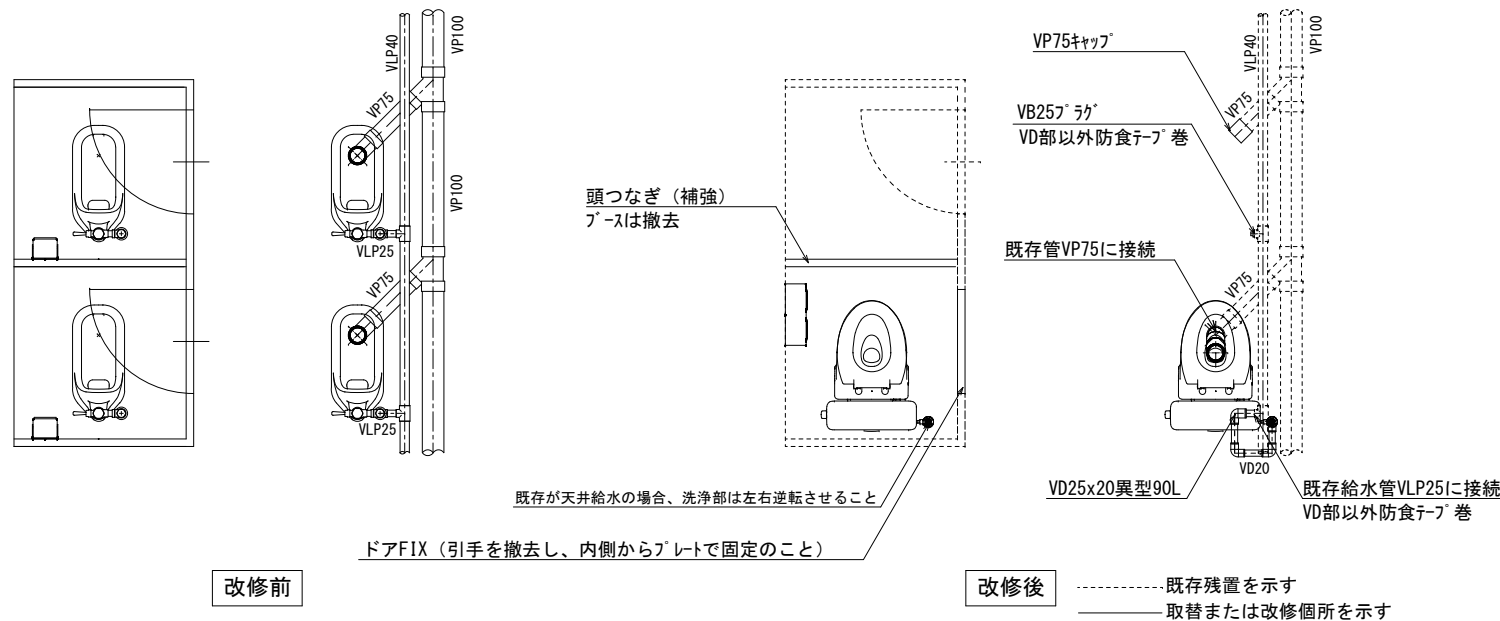 VLP40
VP100
VP75
VP100
VLP25
VP75
VLP25
改修前
頭つなぎ（補強）
ブースは撤去
既存が天井給水の場合、洗浄部は左右逆転させること
ドアFIX（引手を撤去し、内側からプレートで固定のこと）
VP75キャップ
VLP40
VP100
VP75
VB25プラグ
VD部以外防食テープ巻
既存管VP75に接続
VP75
VD20
VD25x20異型90L
既存給水管VLP25に接続
VD部以外防食テープ巻
改修後
既存残置を示す
取替または改修個所を示す